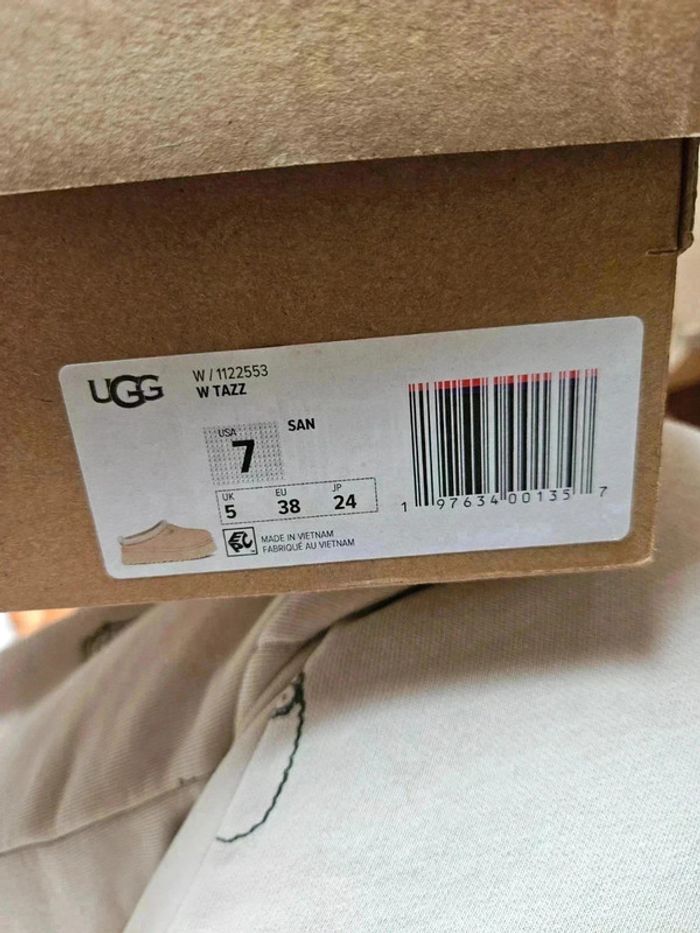 UGG
W / 1122553
W TAZZ
USA
7
SAN
UK EU JP
5 38 24
MADE IN VIETNAM
FABRIQUÉ AU VIETNAM
1 97634 00135 7